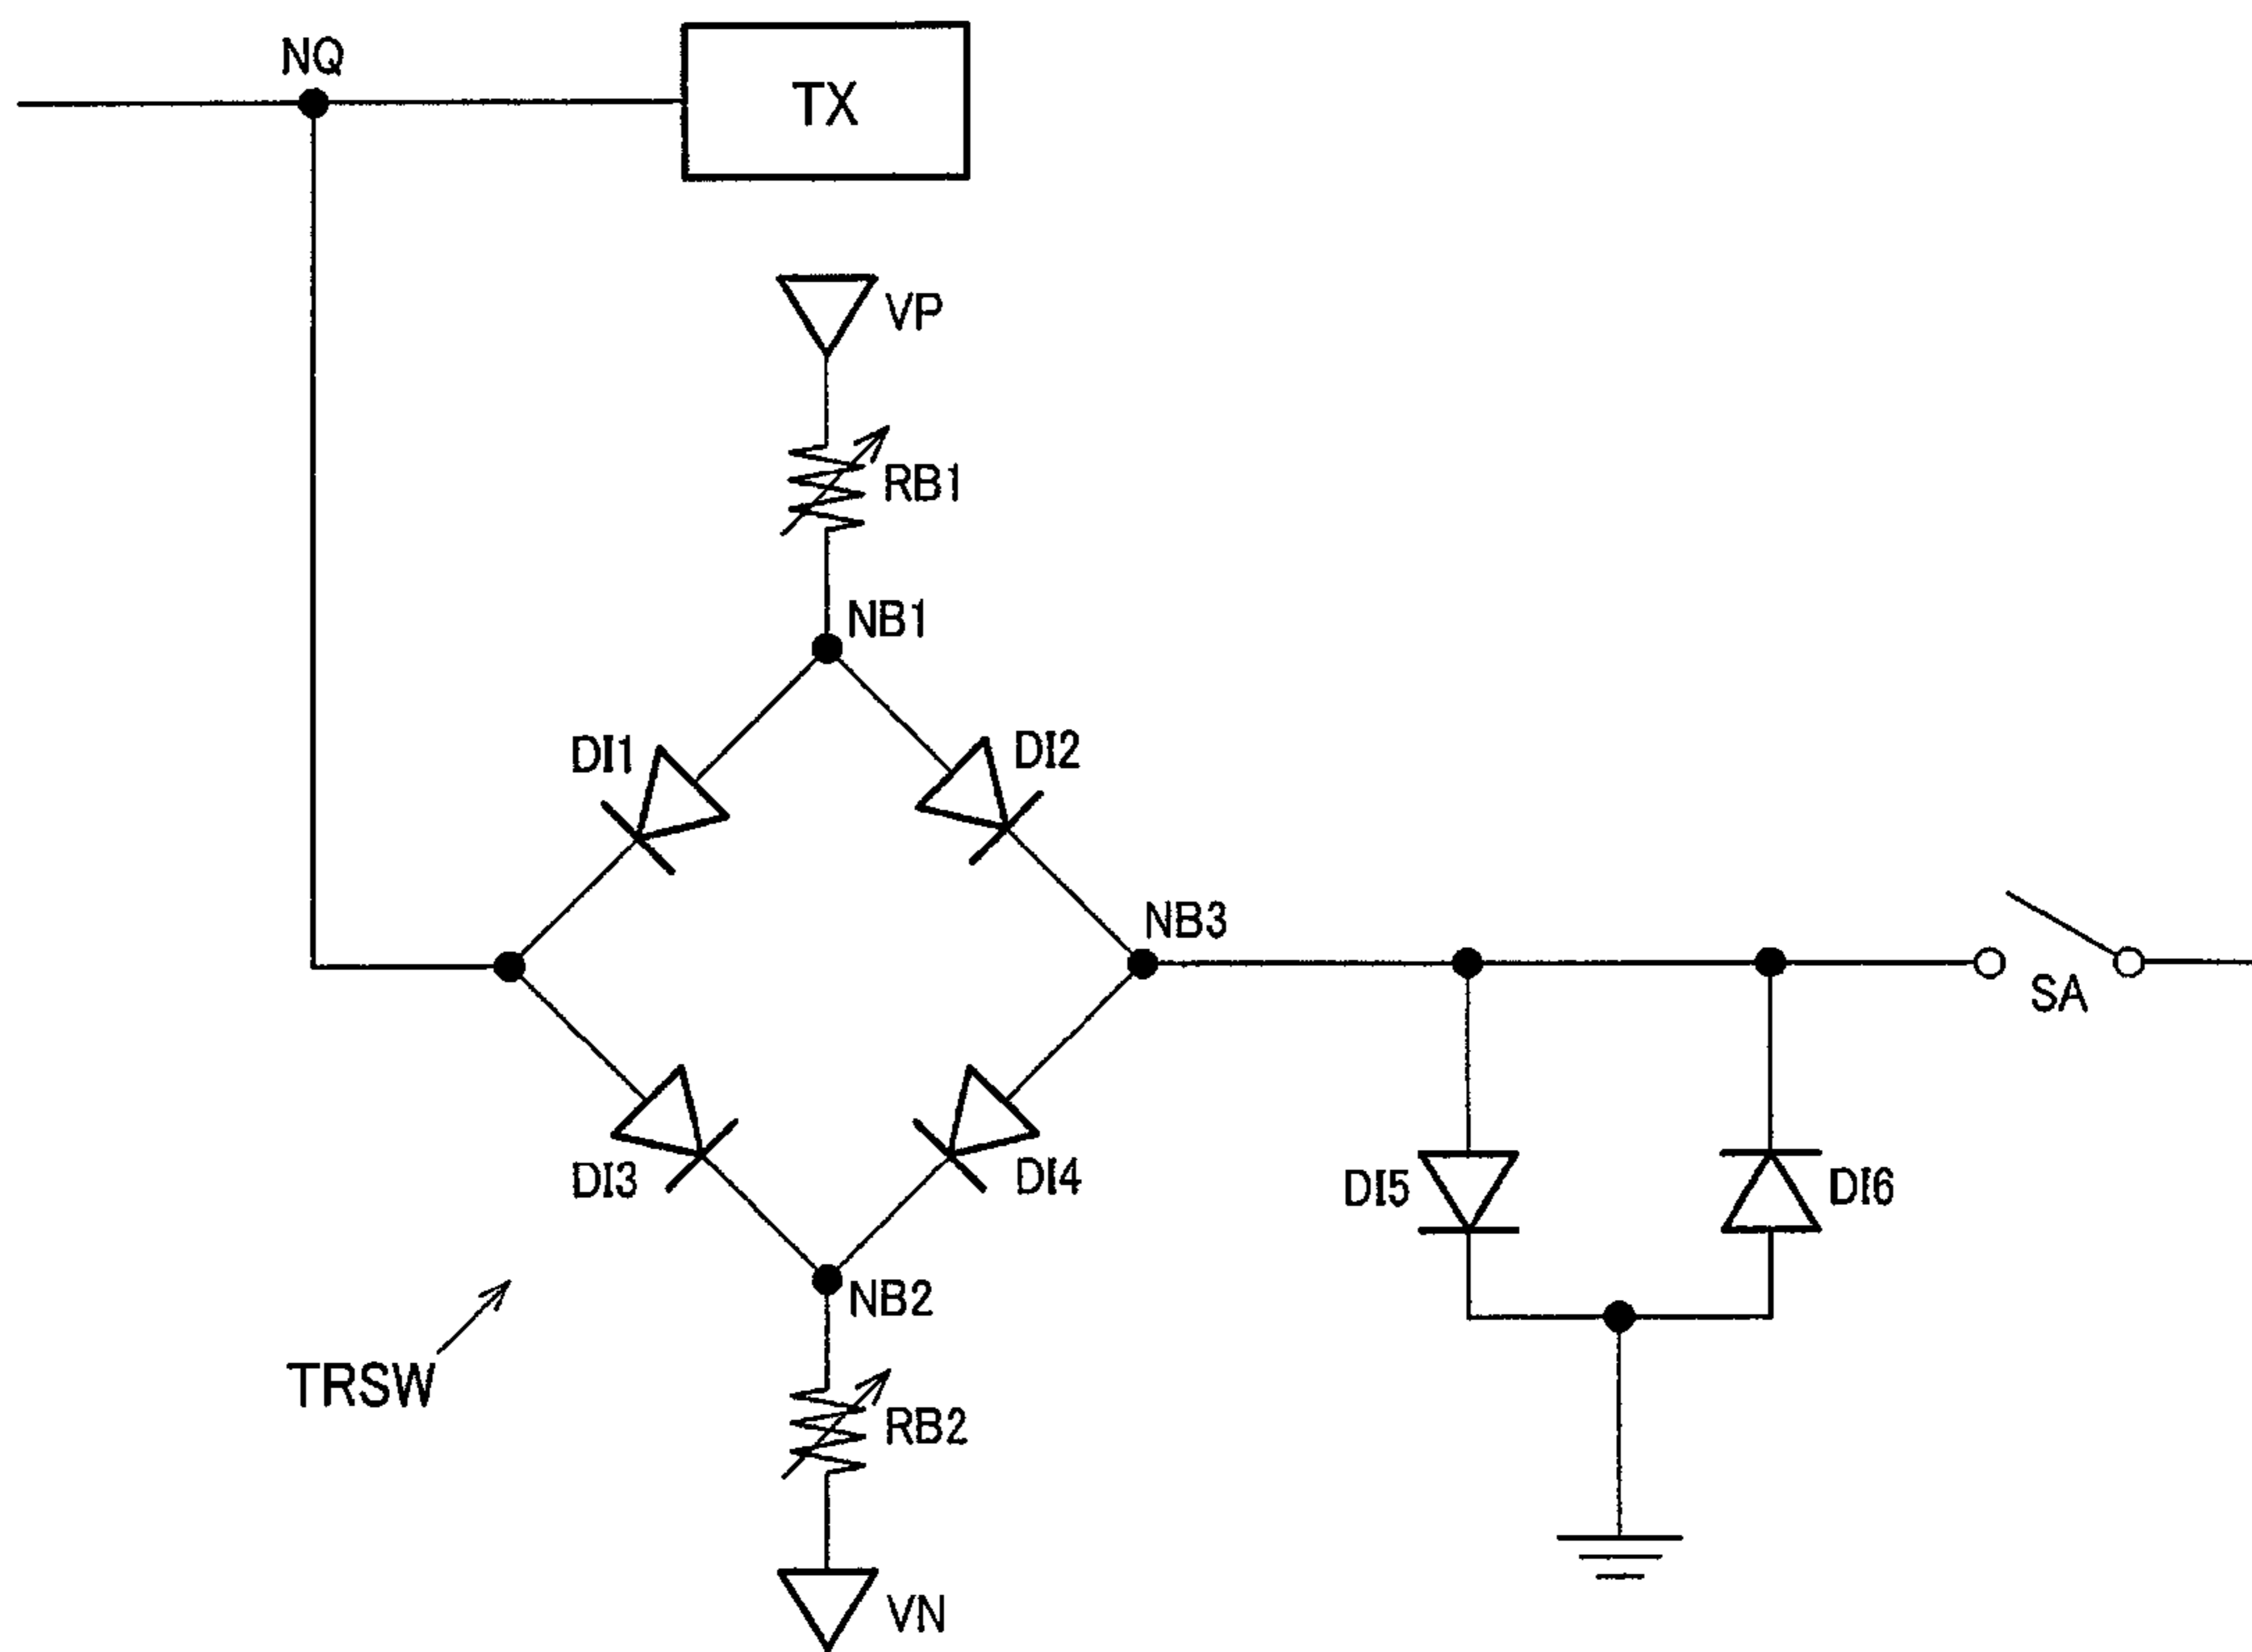 NQ
TX
VP
RB1
NB1
DI1
DI2
NB3
SA
DI3
DI4
DI5
DI6
NB2
TRSW
RB2
VN